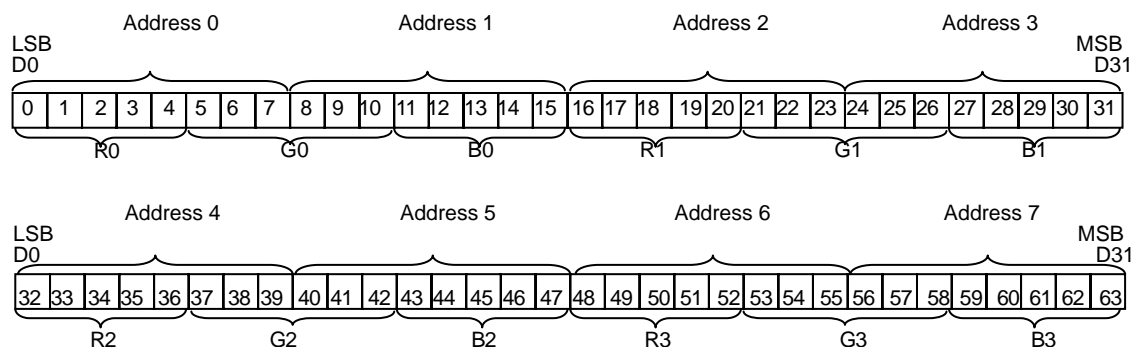 Address 0 Address 1 Address 2 Address 3
LSB MSB
D0 D31
0 1 2 3 4 5 6 7 8 9 10 11 12 13 14 15 16 17 18 19 20 21 22 23 24 25 26 27 28 29 30 31
R0 G0 B0 R1 G1 B1
Address 4 Address 5 Address 6 Address 7
LSB MSB
D0 D31
32 33 34 35 36 37 38 39 40 41 42 43 44 45 46 47 48 49 50 51 52 53 54 55 56 57 58 59 60 61 62 63
R2 G2 B2 R3 G3 B3